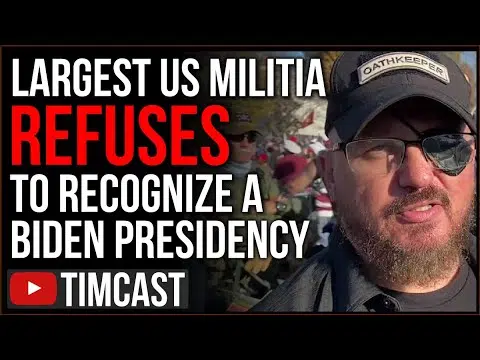 LARGEST US MILITIA
REFUSES
TO RECOGNIZE A
BIDEN PRESIDENCY
TIMCAST
OATHKEEPER